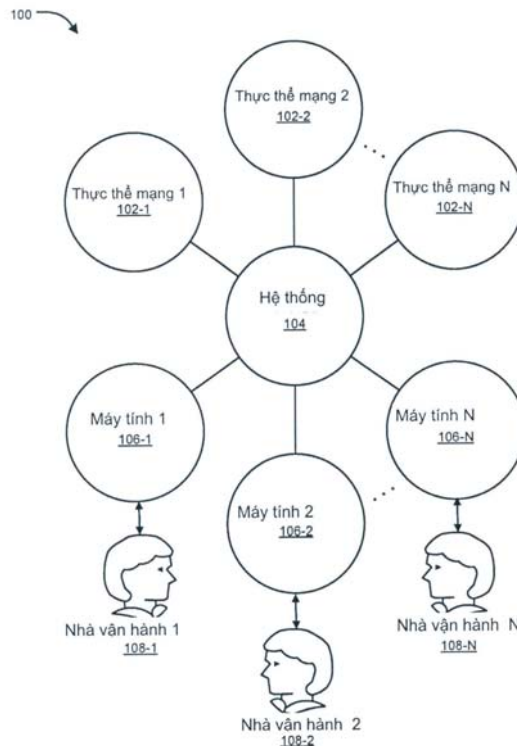 100
Thực thể mạng 2
102-2
Thực thể mạng 1
102-1
Thực thể mạng N
102-N
Hệ thống
104
Máy tính 1
106-1
Máy tính N
106-N
Máy tính 2
106-2
Nhà vận hành 1
108-1
Nhà vận hành N
108-N
Nhà vận hành 2
108-2